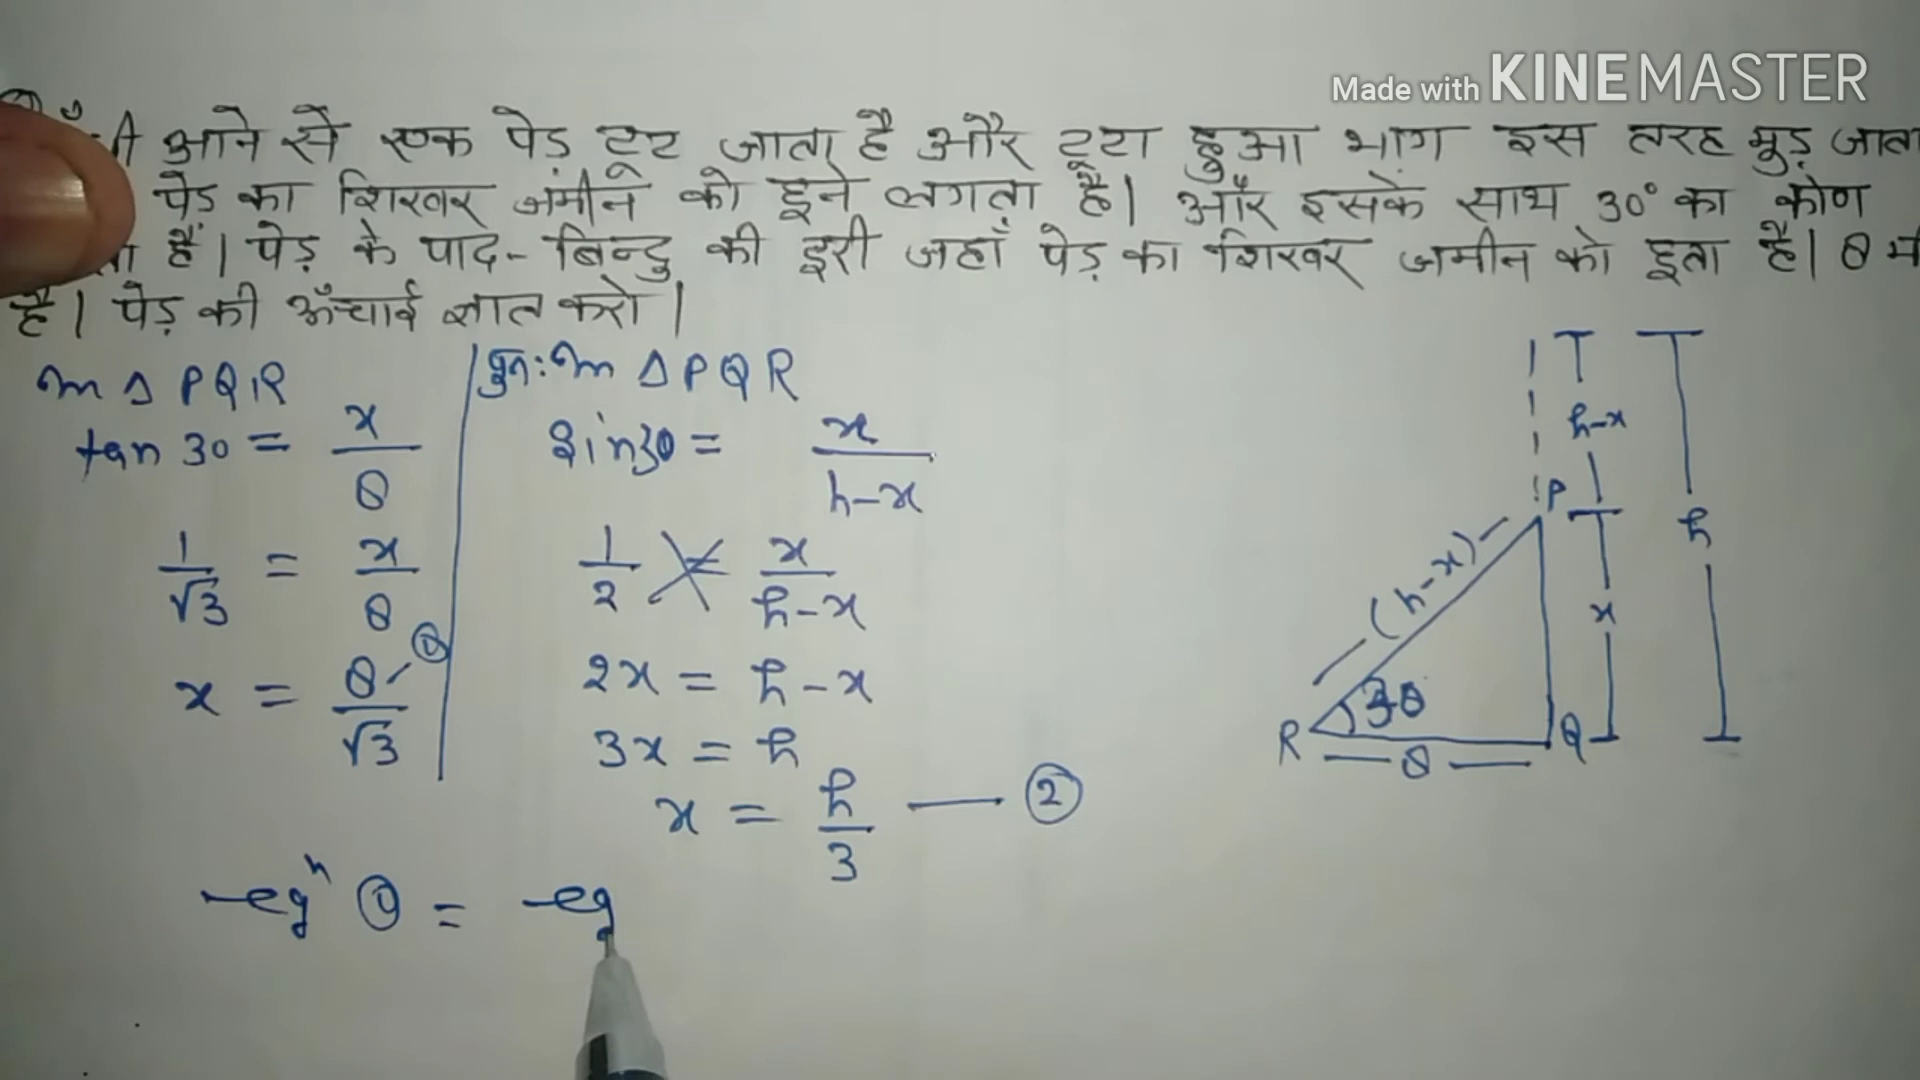 Made with KINEMASTER
आने से एक पेड़ टूट जाता है और टूटा हुआ भाग इस तरह मुड़ जाता
पेड़ का शिखर जमीन को छूने लगता है। और इसके साथ 30° का कोण
है। पेड़ के पाद-बिन्दु की दूरी जहाँ पेड़ का शिखर जमीन को छूता है। 8 मी
है। पेड़ की ऊँचाई ज्ञात करो।
In Δ PQR
tan 30 = x/8
1/√3 = x/8
x = 8/√3 - ①
पुनः In Δ PQR
sin30 = x/h-x
1/2 = x/h-x
2x = h-x
3x = h
x = h/3 — ②
eqn ① = eq
h-x
P
h
(h-x)
x
30
R
8
Q